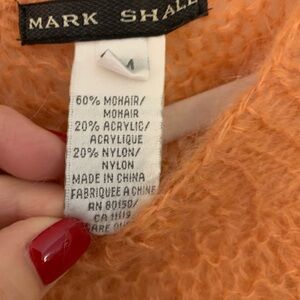 MARK SHALE
4
60% MOHAIR/
MOHAIR
20% ACRYLIC/
ACRYLIQUE
20% NYLON/
NYLON
MADE IN CHINA
FABRIQUEE A CHINE
RN 80150/
CA 11119